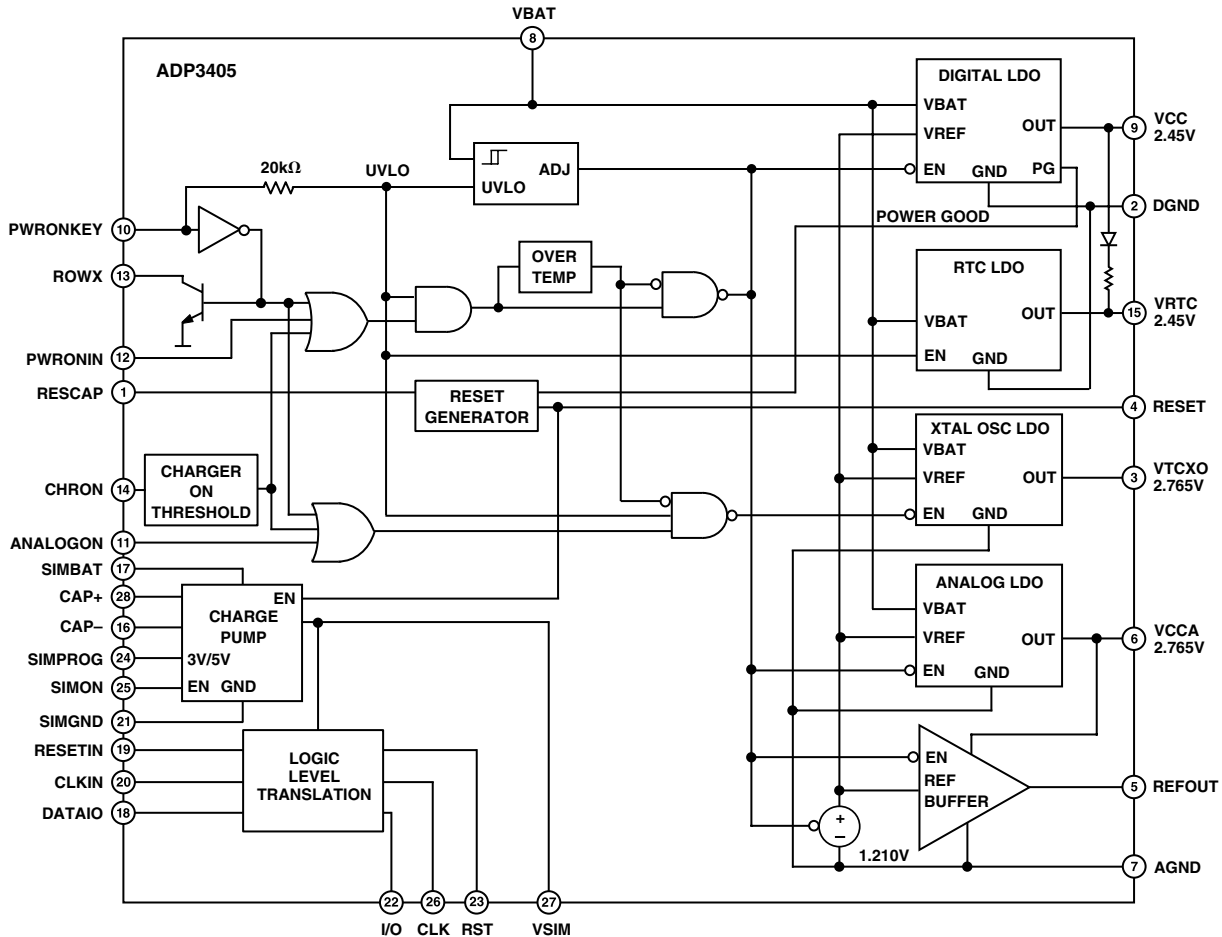 VBAT
8
ADP3405
DIGITAL LDO
VBAT
VREF
OUT
EN
GND
PG
9
VCC
2.45V
20kΩ
UVLO
UVLO
ADJ
POWER GOOD
2
DGND
PWRONKEY
10
ROWX
13
OVER
TEMP
RTC LDO
VBAT
OUT
EN
GND
15
VRTC
2.45V
PWRONIN
12
RESCAP
1
RESET
GENERATOR
4
RESET
XTAL OSC LDO
VBAT
VREF
OUT
EN
GND
3
VTCXO
2.765V
CHRON
14
CHARGER
ON
THRESHOLD
ANALOGON
11
SIMBAT
17
CAP+
28
CAP–
16
SIMPROG
24
SIMON
25
SIMGND
21
EN
CHARGE
PUMP
3V/5V
EN GND
ANALOG LDO
VBAT
VREF
OUT
EN
GND
6
VCCA
2.765V
RESETIN
19
CLKIN
20
DATAIO
18
LOGIC
LEVEL
TRANSLATION
EN
REF
BUFFER
5
REFOUT
+
–
1.210V
7
AGND
22
26
23
27
I/O
CLK
RST
VSIM